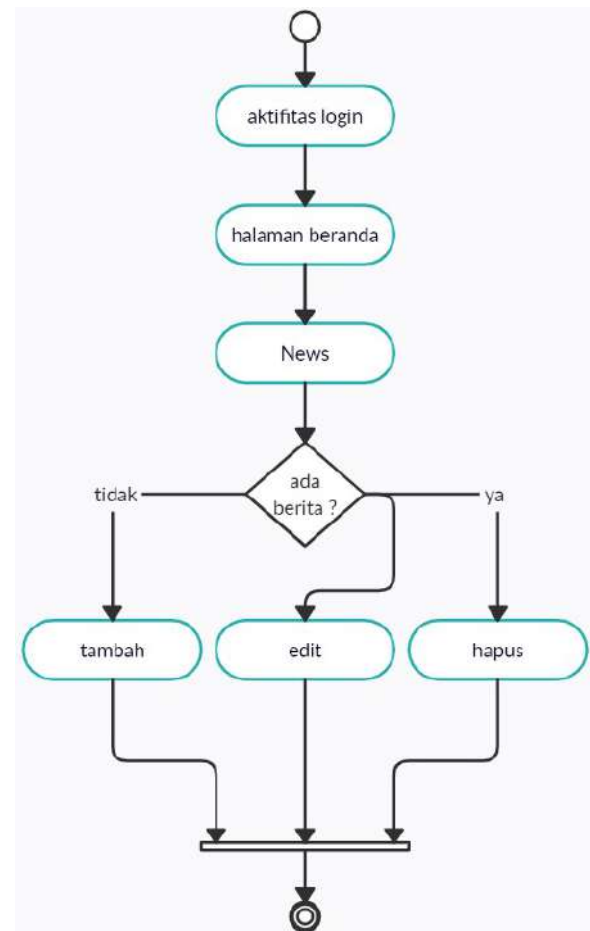 aktifitas login
halaman beranda
News
ada
berita ?
tidak
ya
tambah
edit
hapus